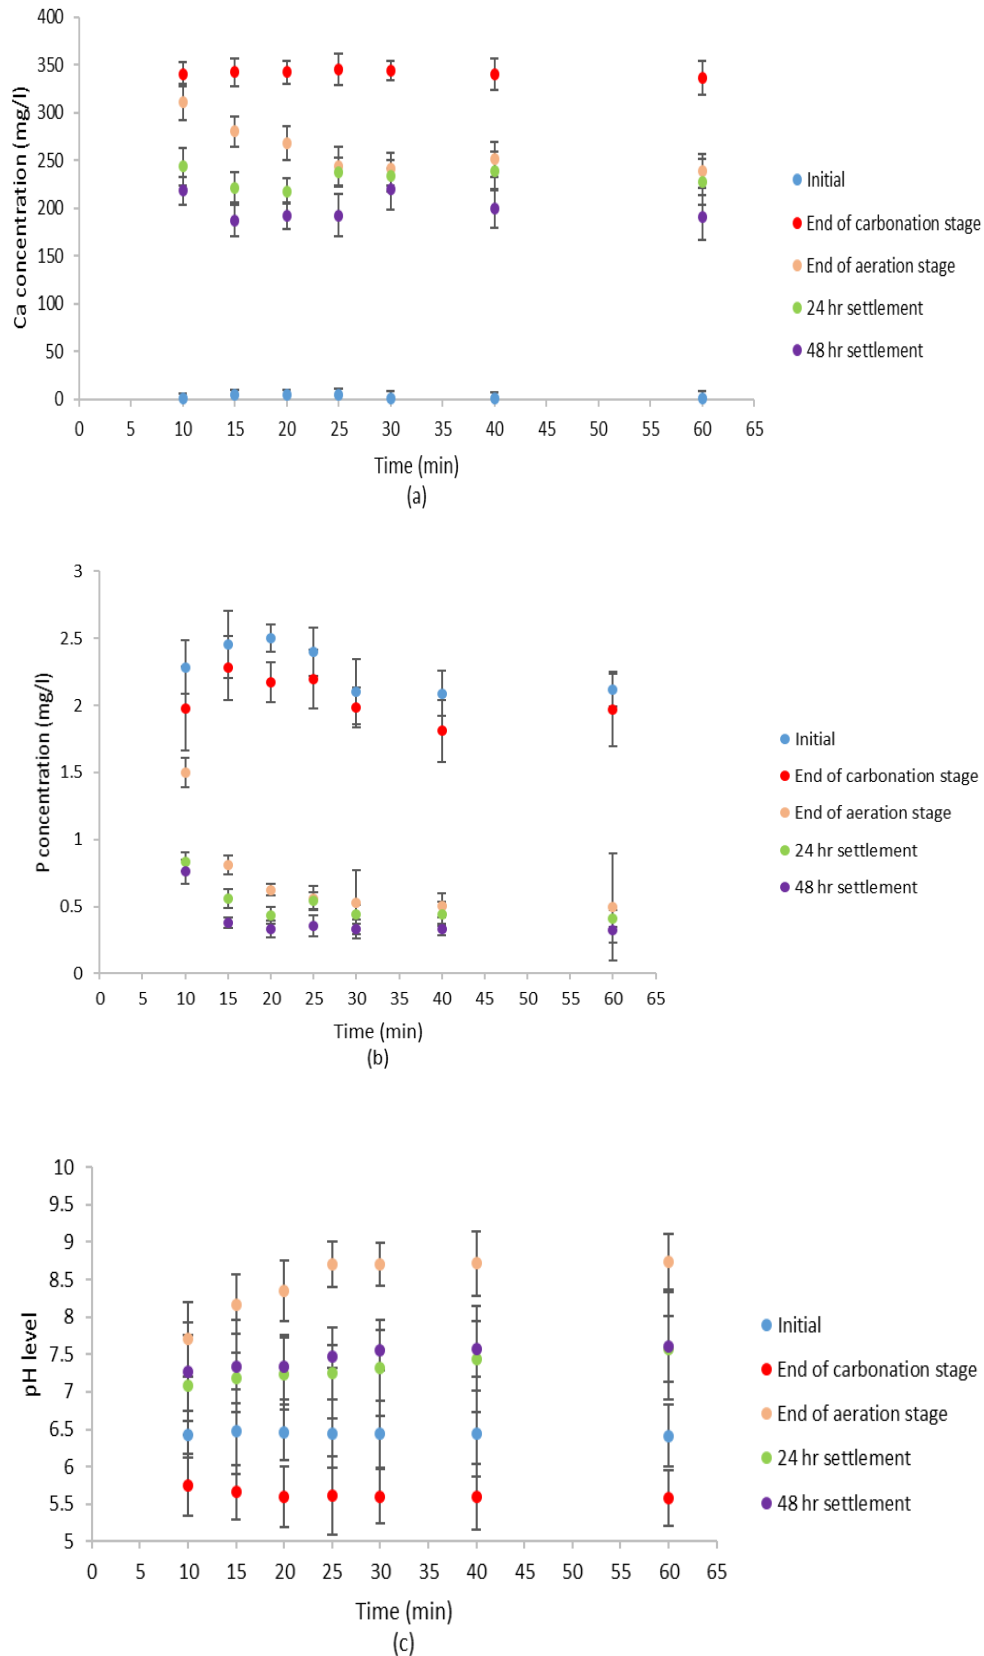 400
350
300
250
200
150
100
50
0
Ca concentration (mg/l)
0 5 10 15 20 25 30 35 40 45 50 55 60 65
Time (min)
(a)
Initial
End of carbonation stage
End of aeration stage
24 hr settlement
48 hr settlement
3
2.5
2
1.5
1
0.5
0
P concentration (mg/l)
0 5 10 15 20 25 30 35 40 45 50 55 60 65
Time (min)
(b)
Initial
End of carbonation stage
End of aeration stage
24 hr settlement
48 hr settlement
10
9.5
9
8.5
8
7.5
7
6.5
6
5.5
5
pH level
0 5 10 15 20 25 30 35 40 45 50 55 60 65
Time (min)
(c)
Initial
End of carbonation stage
End of aeration stage
24 hr settlement
48 hr settlement